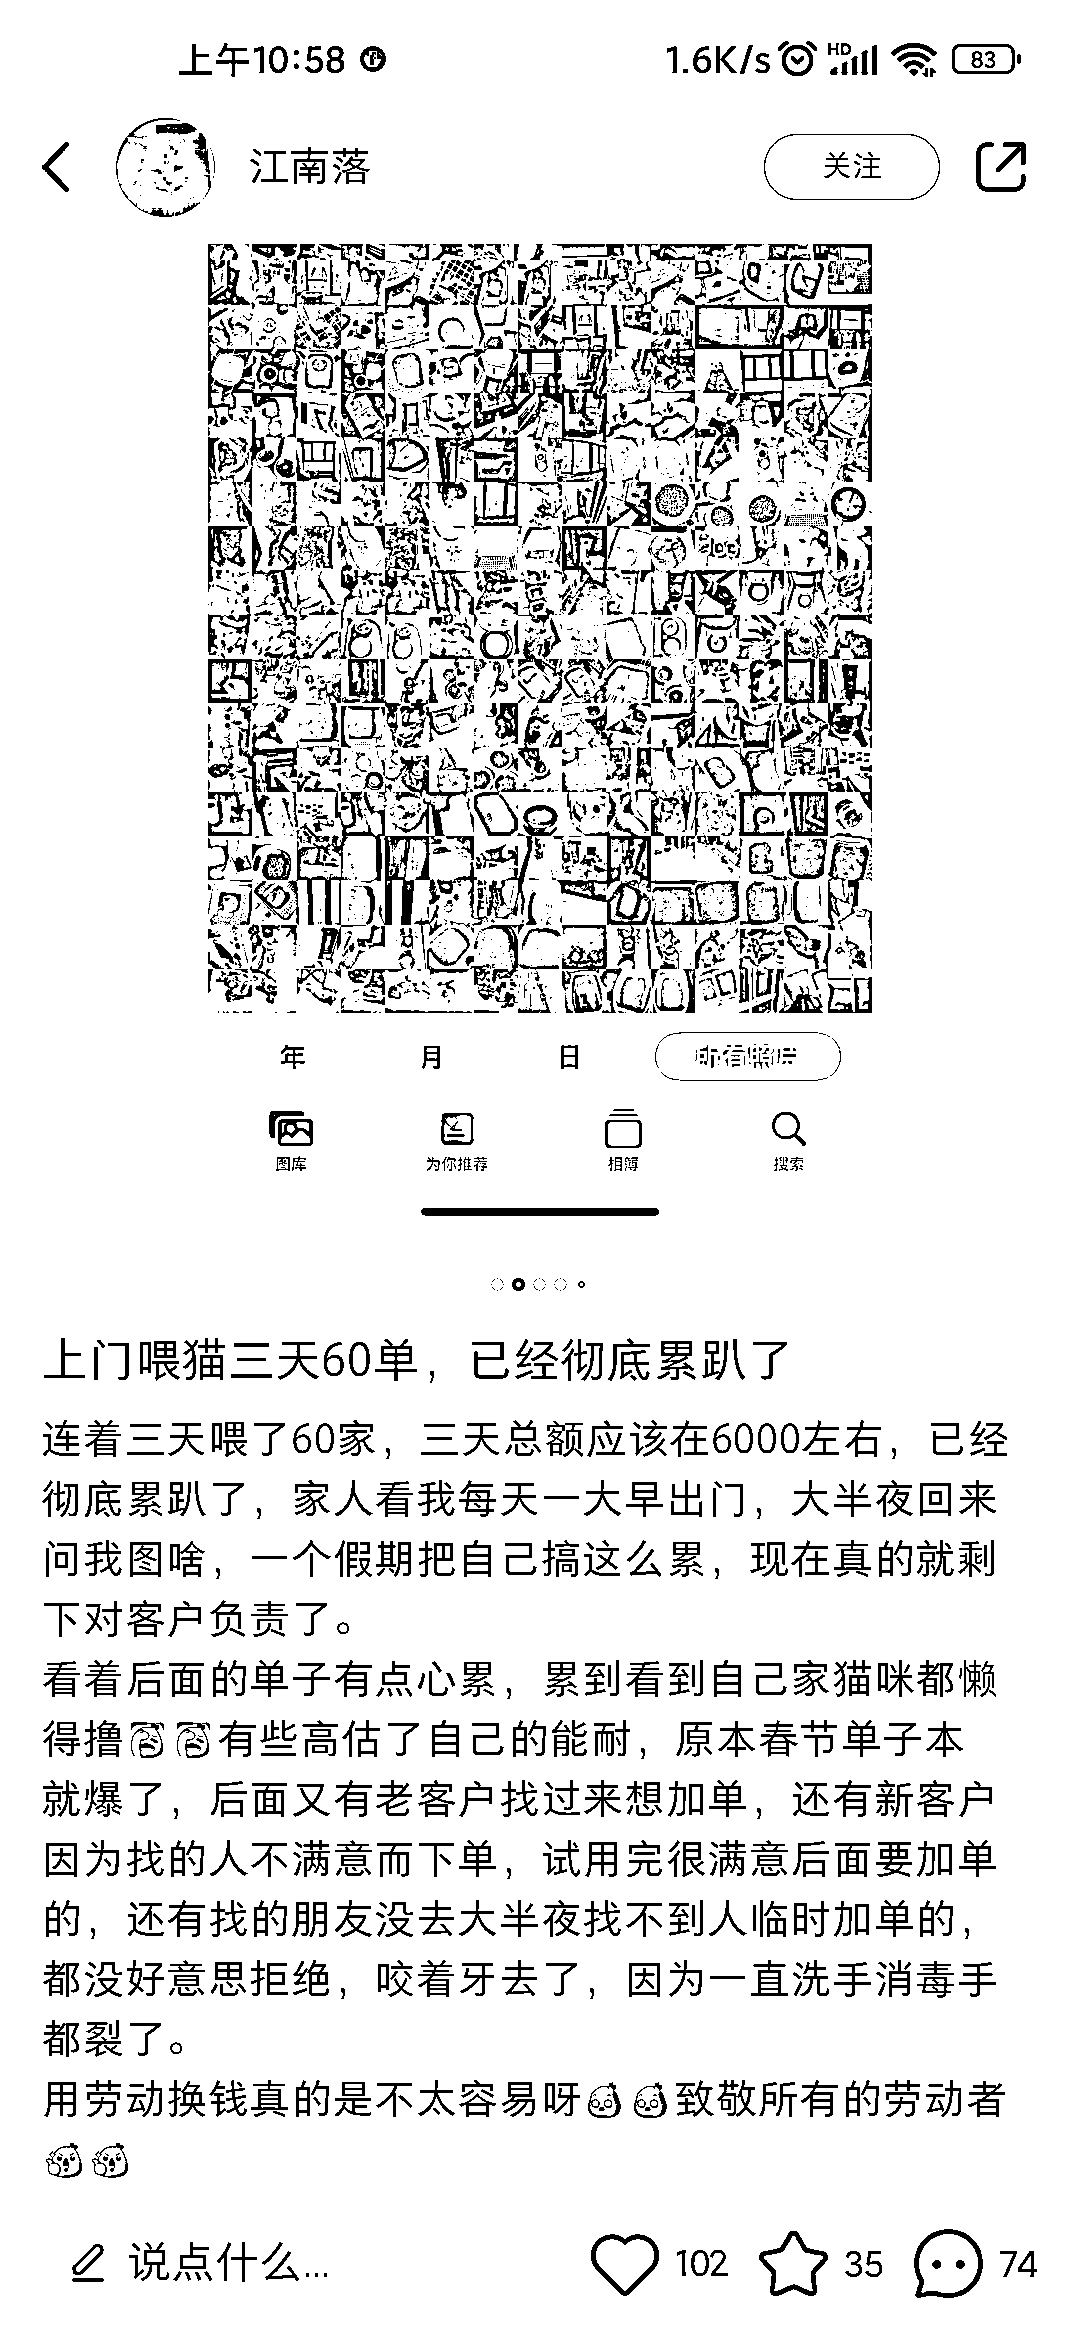 上午10:58
1.6K/s HD 83
江南落
关注
年 月 日 所有照片
图库 为你推荐 相簿 搜索
上门喂猫三天60单，已经彻底累趴了
连着三天喂了60家，三天总额应该在6000左右，已经
彻底累趴了，家人看我每天一大早出门，大半夜回来
问我图啥，一个假期把自己搞这么累，现在真的就剩
下对客户负责了。
看着后面的单子有点心累，累到看到自己家猫咪都懒
得撸有些高估了自己的能耐，原本春节单子本
就爆了，后面又有老客户找过来想加单，还有新客户
因为找的人不满意而下单，试用完很满意后面要加单
的，还有找的朋友没去大半夜找不到人临时加单的，
都没好意思拒绝，咬着牙去了，因为一直洗手消毒手
都裂了。
用劳动换钱真的是不太容易呀致敬所有的劳动者
说点什么... 102 35 74